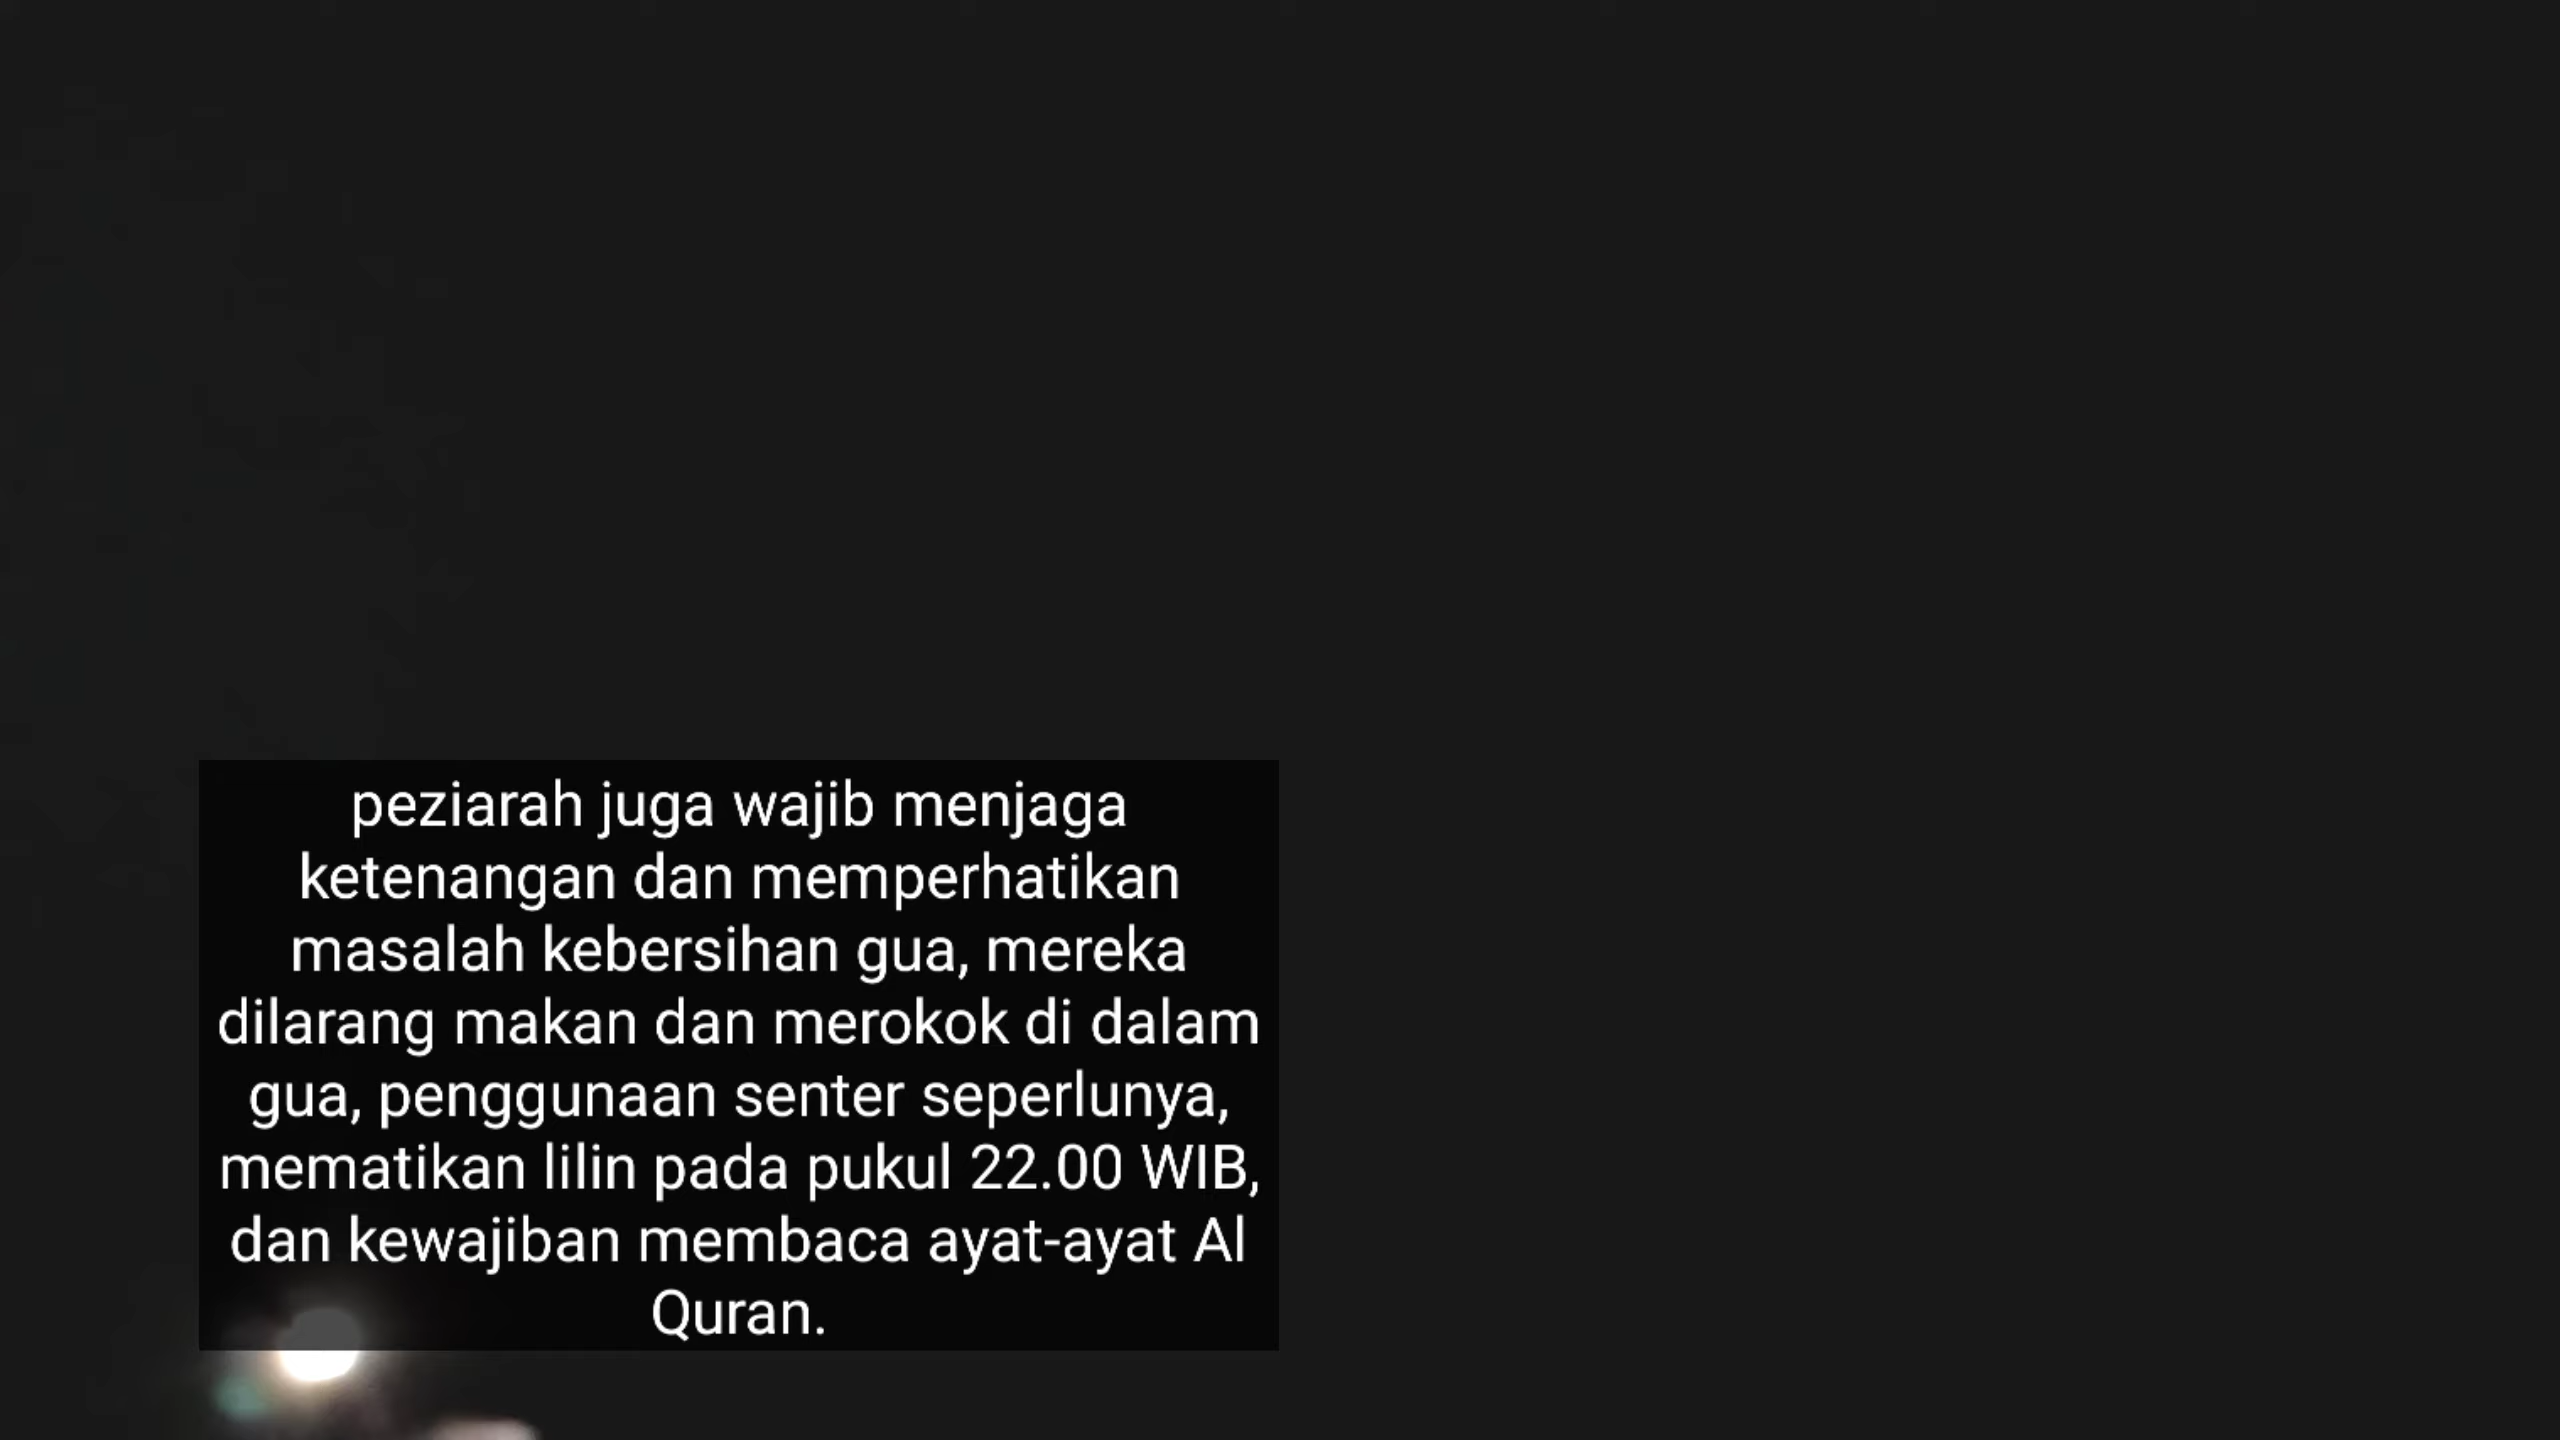 peziarah juga wajib menjaga
ketenangan dan memperhatikan
masalah kebersihan gua, mereka
dilarang makan dan merokok di dalam
gua, penggunaan senter seperlunya,
mematikan lilin pada pukul 22.00 WIB,
dan kewajiban membaca ayat-ayat Al
Quran.